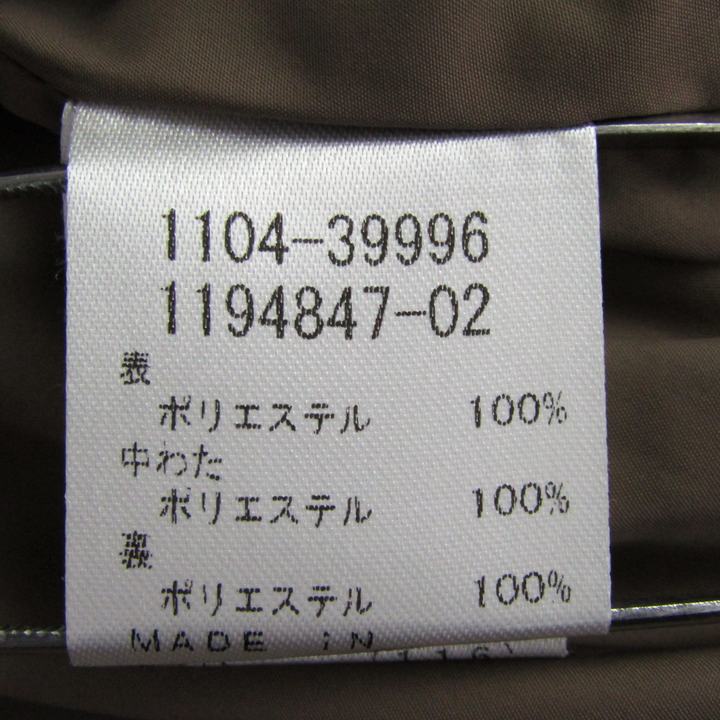 1104-39996
1194847-02
表
ポリエステル 100%
中わた
ポリエステル 100%
裏
ポリエステル 100%
MADE IN